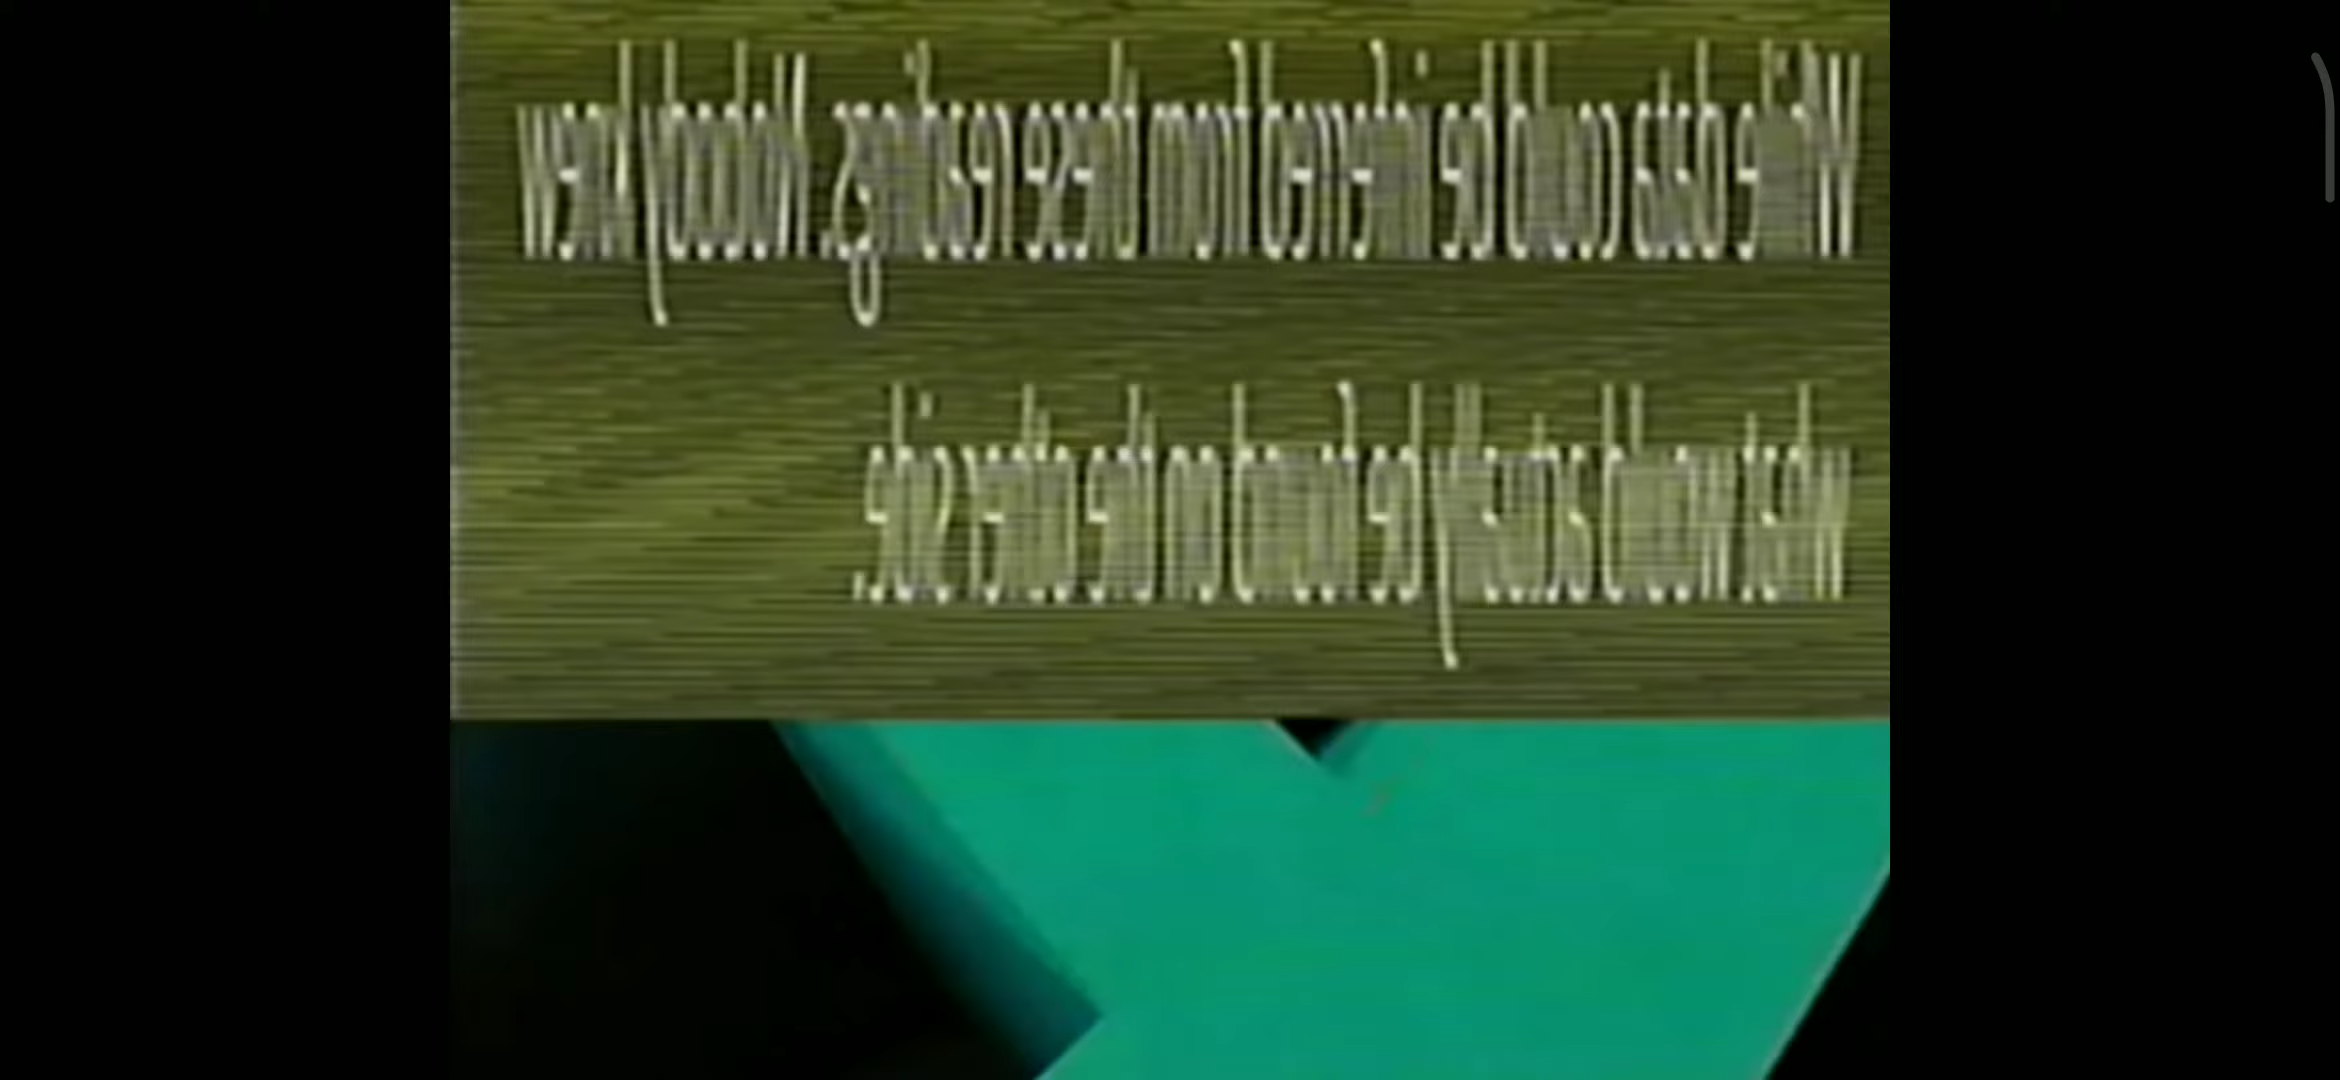 While data could be inferred from these readings. Nobody knew
what would actually be found on the other side.